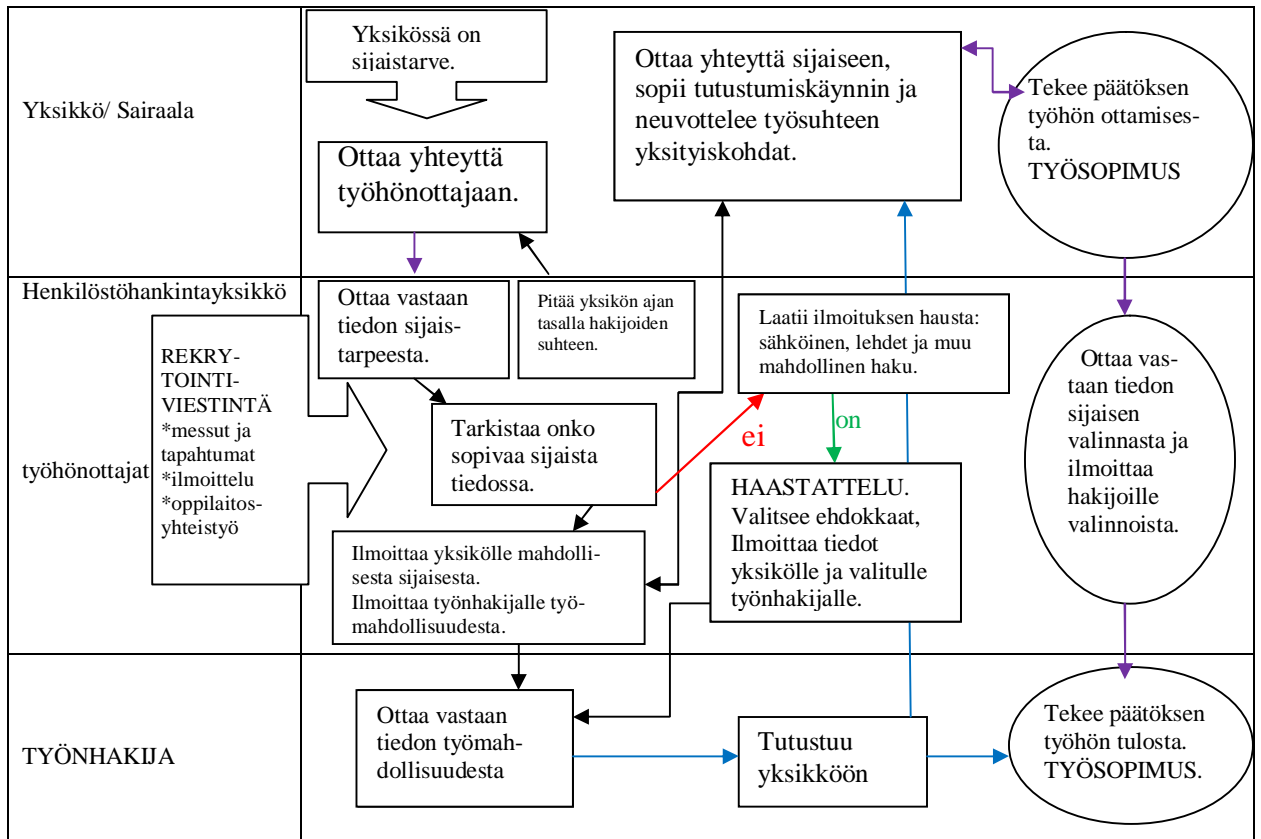 Yksikkö/ Sairaala
Yksikössä on
sijaistarve.
Ottaa yhteyttä
työhönottajaan.
Ottaa yhteyttä sijaiseen,
sopii tutustumiskäynnin ja
neuvottelee työsuhteen
yksityiskohdat.
Tekee päätöksen
työhön ottamises-
ta.
TYÖSOPIMUS
Henkilöstöhankintayksikkö
työhönottajat
REKRY-
TOINTI-
VIESTINTÄ
*messut ja
tapahtumat
*ilmoittelu
*oppilaitos-
yhteistyö
Ottaa vastaan
tiedon sijais-
tarpeesta.
Pitää yksikön ajan
tasalla hakijoiden
suhteen.
Laatii ilmoituksen hausta:
sähköinen, lehdet ja muu
mahdollinen haku.
Tarkistaa onko
sopivaa sijaista
tiedossa.
ei
on
HAASTATTELU.
Valitsee ehdokkaat,
Ilmoittaa tiedot
yksikölle ja valitulle
työnhakijalle.
Ilmoittaa yksikölle mahdolli-
sesta sijaisesta.
Ilmoittaa työnhakijalle työ-
mahdollisuudesta.
Ottaa vas-
taan tiedon
sijaisen
valinnasta ja
ilmoittaa
hakijoille
valinnoista.
TYÖNHAKIJA
Ottaa vastaan
tiedon työmah-
dollisuudesta
Tutustuu
yksikköön
Tekee päätöksen
työhön tulosta.
TYÖSOPIMUS.